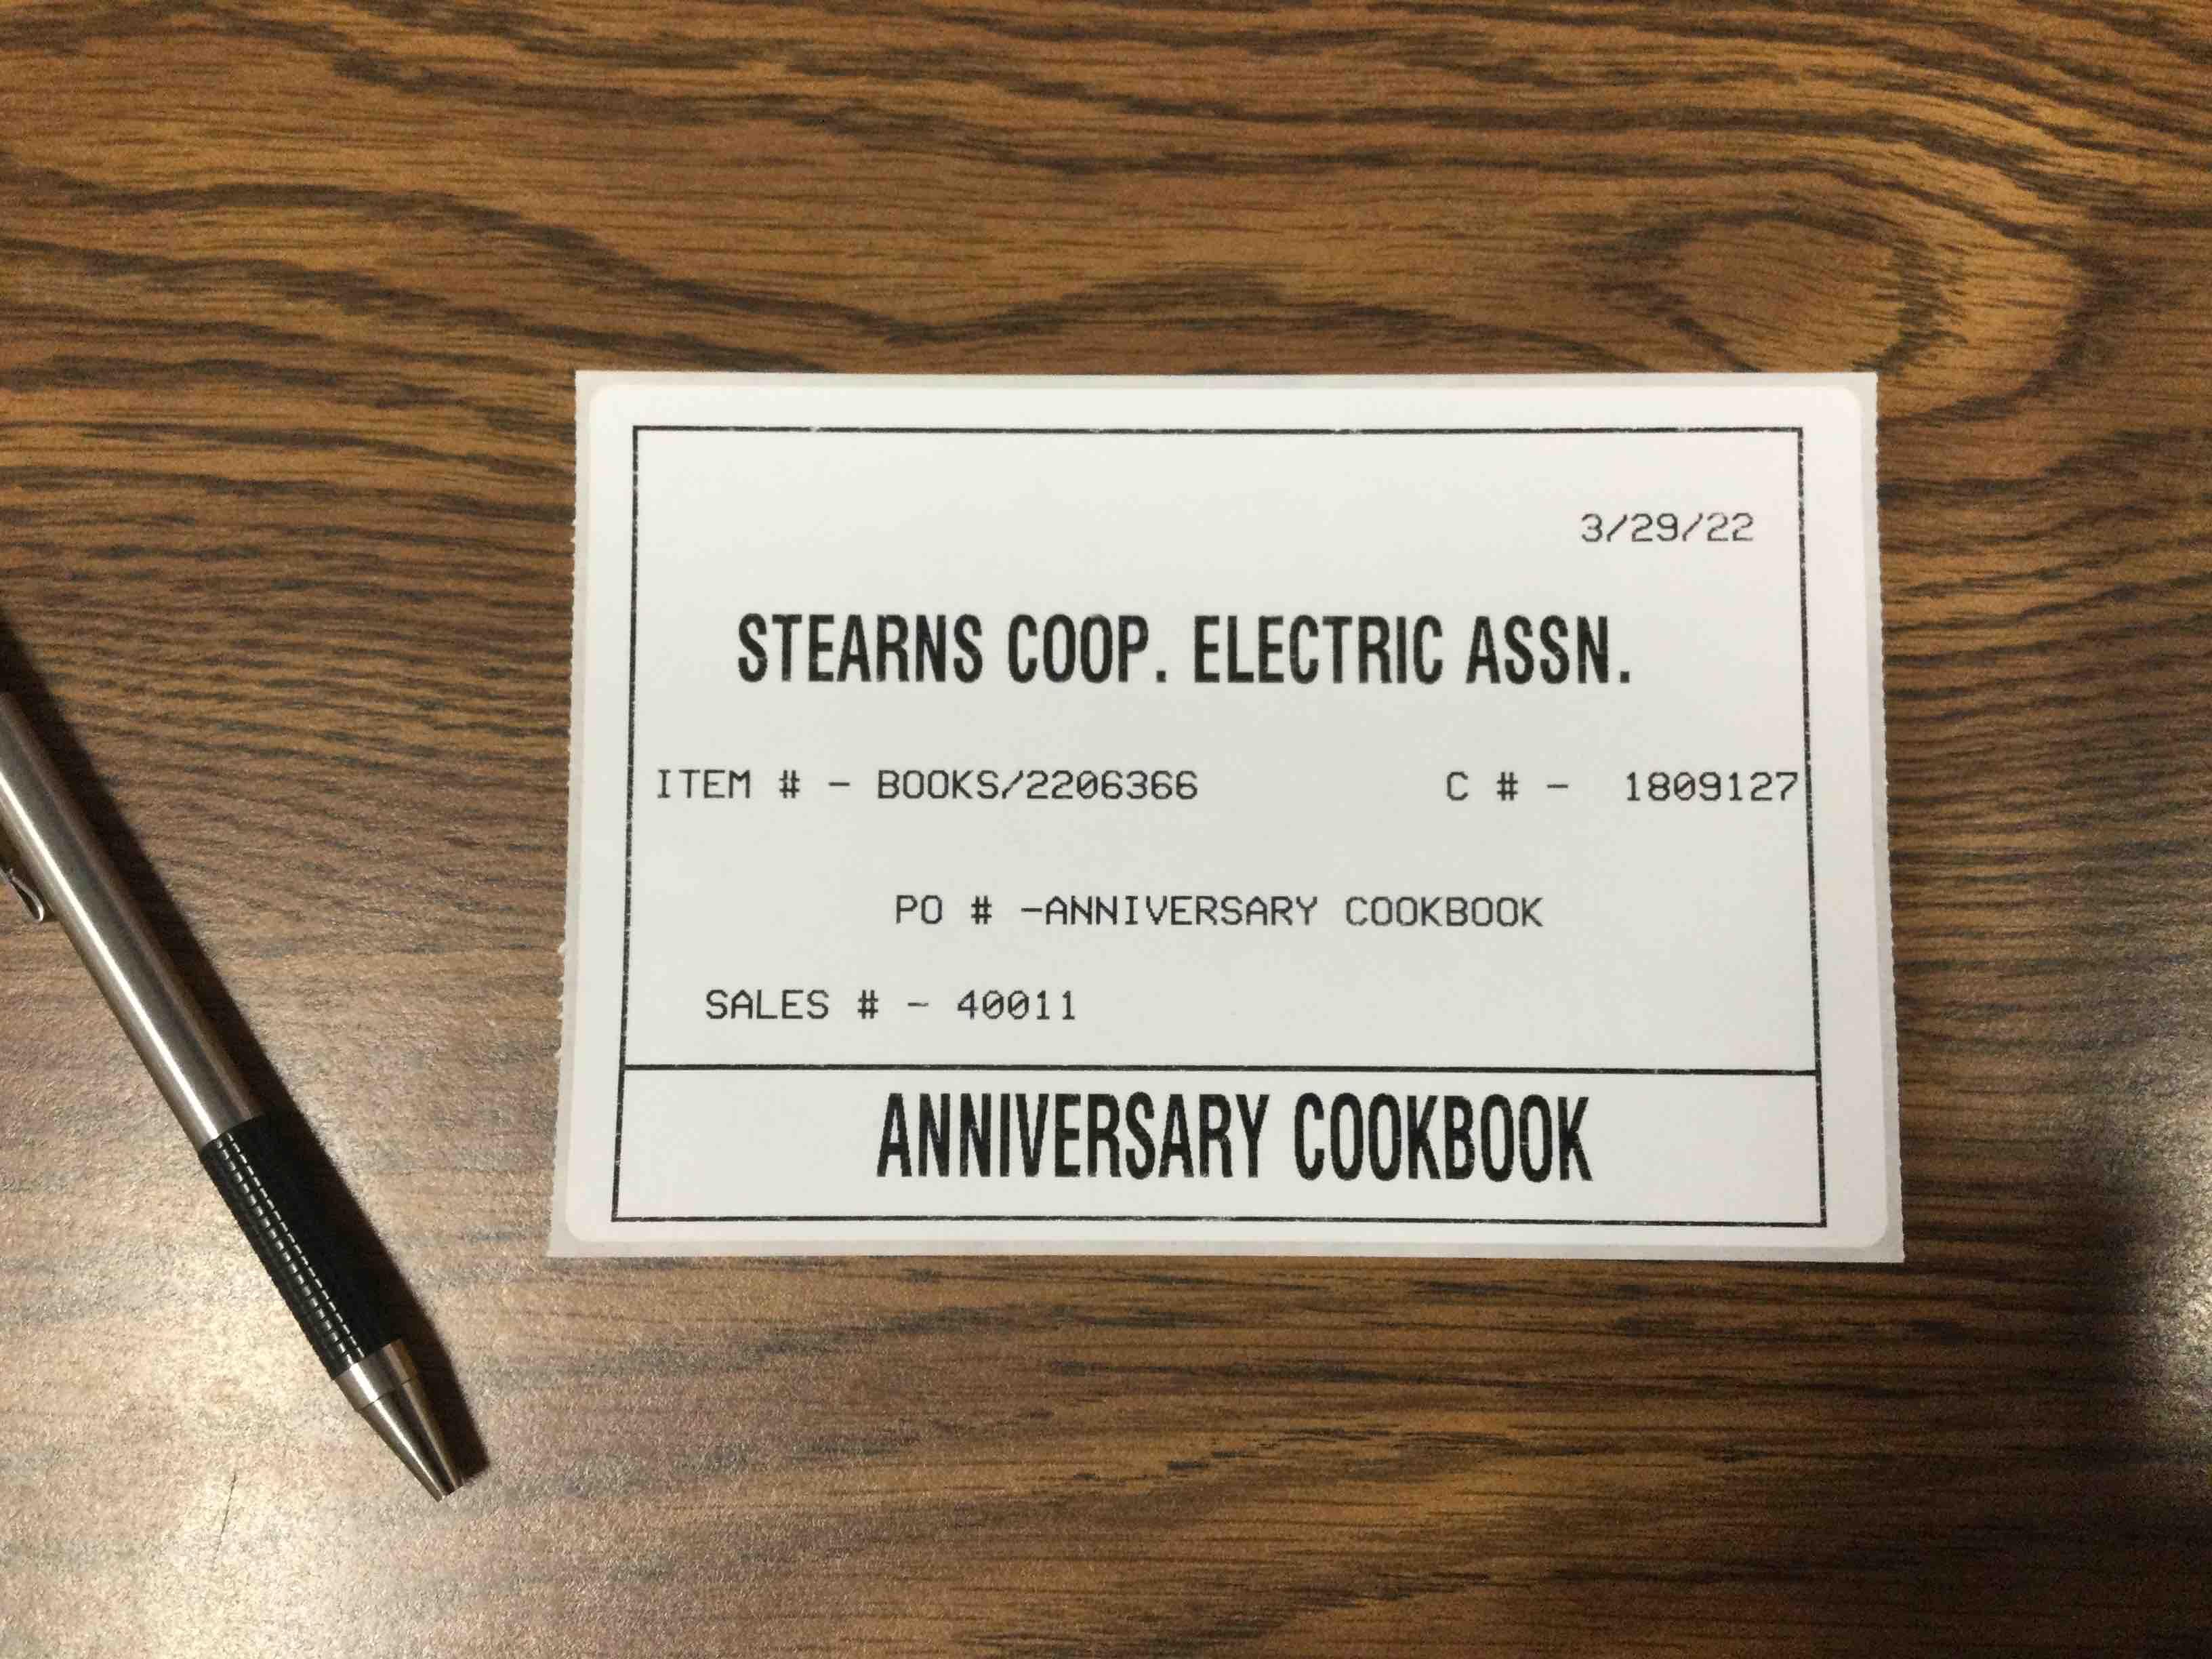 3/29/22
STEARNS COOP. ELECTRIC ASSN.
ITEM # - BOOKS/2206366 C # - 1809127
PO # -ANNIVERSARY COOKBOOK
SALES # - 40011
ANNIVERSARY COOKBOOK